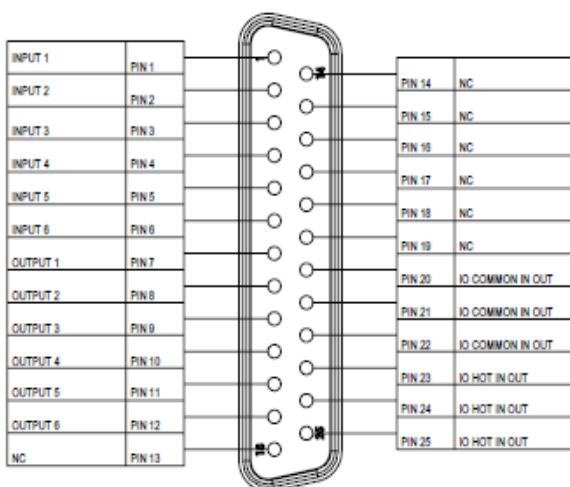 INPUT 1 PIN 1
INPUT 2 PIN 2
INPUT 3 PIN 3
INPUT 4 PIN 4
INPUT 5 PIN 5
INPUT 6 PIN 6
OUTPUT 1 PIN 7
OUTPUT 2 PIN 8
OUTPUT 3 PIN 9
OUTPUT 4 PIN 10
OUTPUT 5 PIN 11
OUTPUT 6 PIN 12
NC PIN 13
1
14
13
25
PIN 14 NC
PIN 15 NC
PIN 16 NC
PIN 17 NC
PIN 18 NC
PIN 19 NC
PIN 20 IO COMMON IN OUT
PIN 21 IO COMMON IN OUT
PIN 22 IO COMMON IN OUT
PIN 23 IO HOT IN OUT
PIN 24 IO HOT IN OUT
PIN 25 IO HOT IN OUT